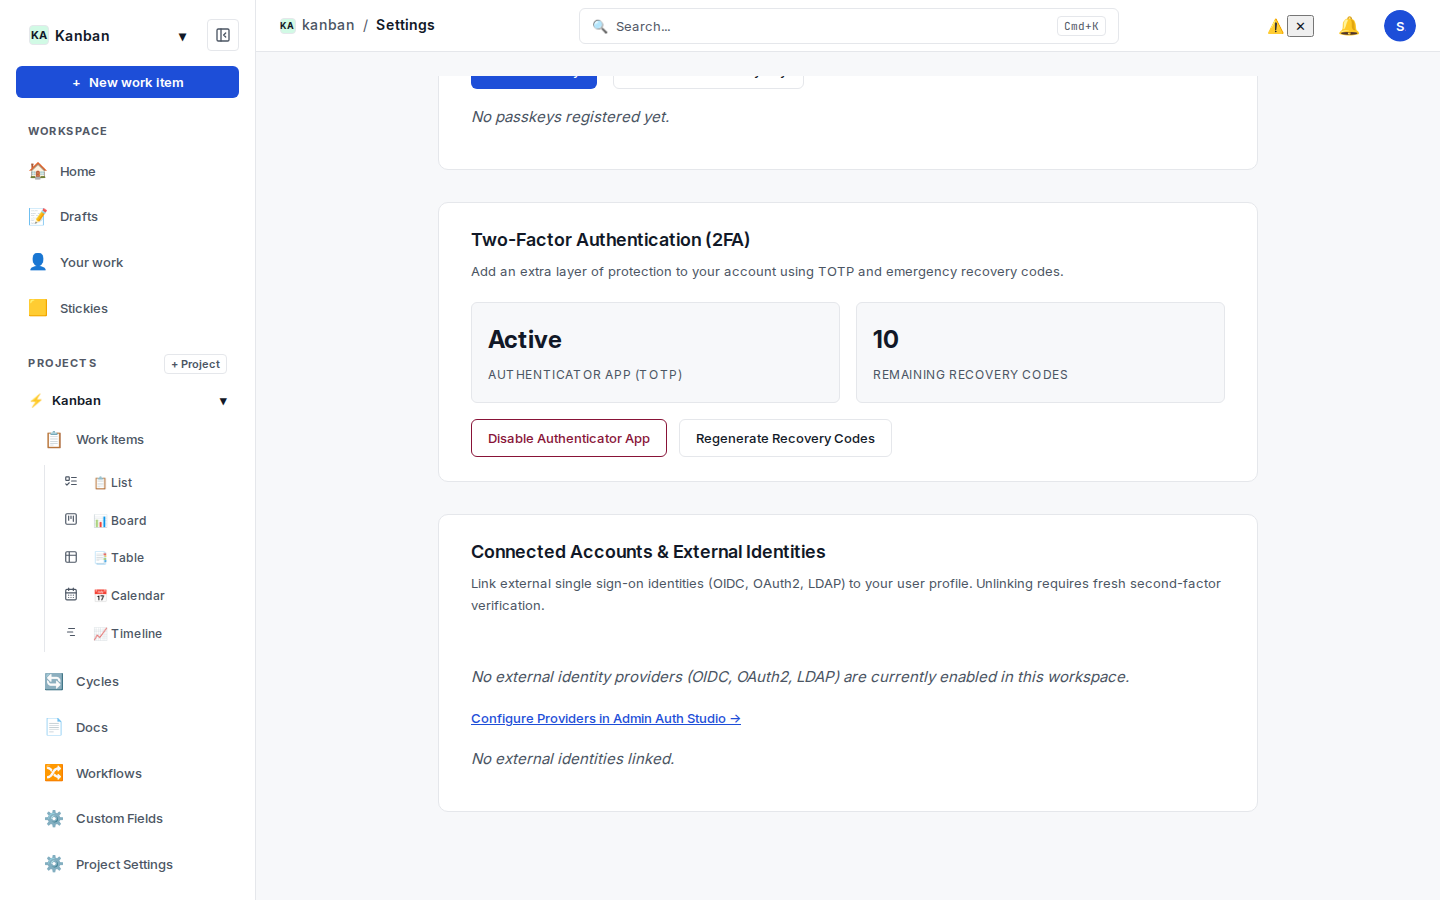 KA Kanban ▾
+ New work item
WORKSPACE
Home
Drafts
Your work
Stickies
PROJECTS
+ Project
Kanban ▾
Work Items
List
Board
Table
Calendar
Timeline
Cycles
Docs
Workflows
Custom Fields
Project Settings
KA kanban / Settings
Search...
Cmd+K
S
No passkeys registered yet.
Two-Factor Authentication (2FA)
Add an extra layer of protection to your account using TOTP and emergency recovery codes.
Active
AUTHENTICATOR APP (TOTP)
10
REMAINING RECOVERY CODES
Disable Authenticator App
Regenerate Recovery Codes
Connected Accounts & External Identities
Link external single sign-on identities (OIDC, OAuth2, LDAP) to your user profile. Unlinking requires fresh second-factor
verification.
No external identity providers (OIDC, OAuth2, LDAP) are currently enabled in this workspace.
Configure Providers in Admin Auth Studio →
No external identities linked.